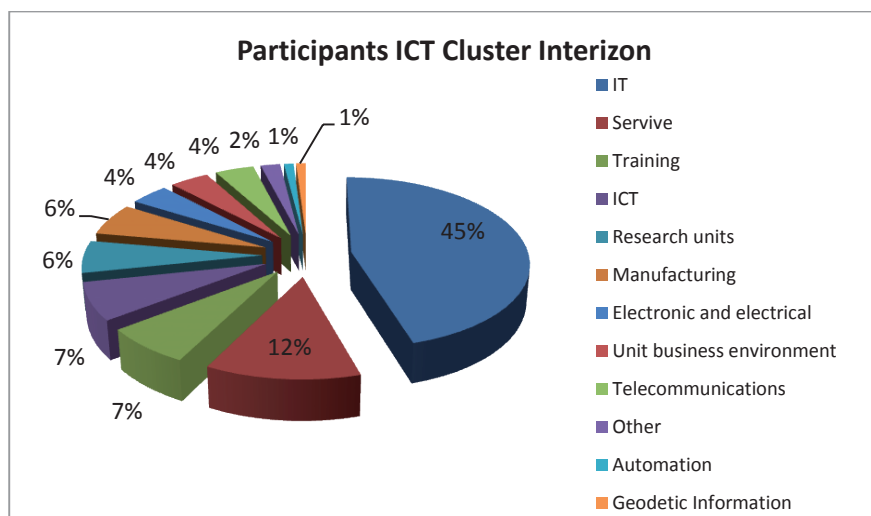 Participants ICT Cluster Interizon
IT
Servive
Training
ICT
Research units
Manufacturing
Electronic and electrical
Unit business environment
Telecommunications
Other
Automation
Geodetic Information
45%
12%
7%
7%
6%
6%
4%
4%
4%
2%
1%
1%